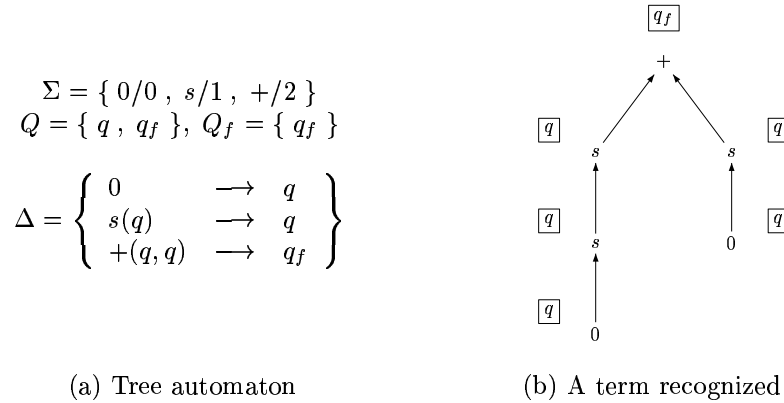 Σ = { 0/0 , s/1 , +/2 }
Q = { q , q_f }, Q_f = { q_f }
Δ = { 0 ⟶ q
s(q) ⟶ q
+(q, q) ⟶ q_f }
(a) Tree automaton
q_f
+
q q
s s
q q
s 0
q
0
(b) A term recognized